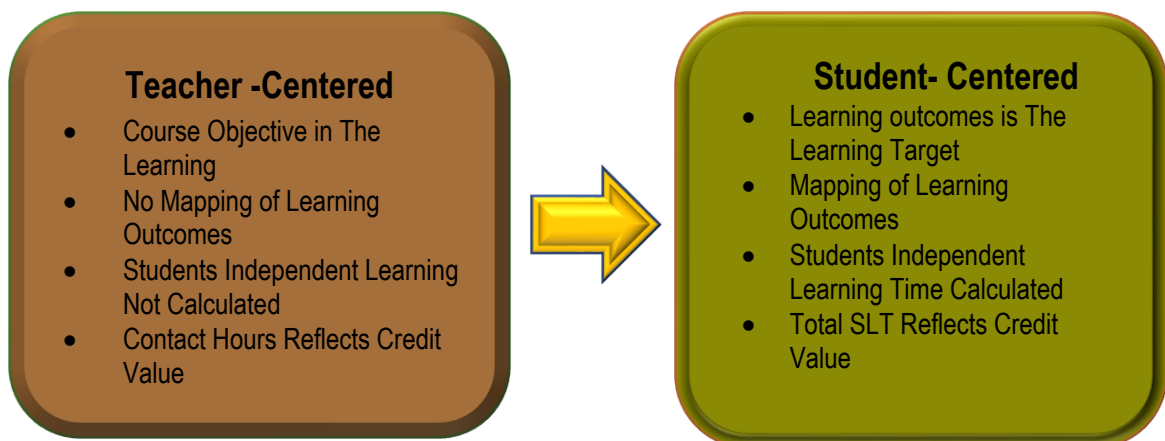 Teacher -Centered
• Course Objective in The
Learning
• No Mapping of Learning
Outcomes
• Students Independent Learning
Not Calculated
• Contact Hours Reflects Credit
Value
Student- Centered
• Learning outcomes is The
Learning Target
• Mapping of Learning
Outcomes
• Students Independent
Learning Time Calculated
• Total SLT Reflects Credit
Value